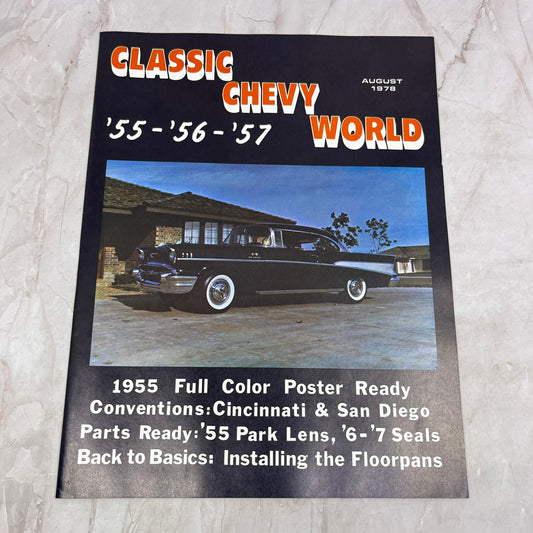 CLASSIC
CHEVY
WORLD
AUGUST
1978
'55-'56-'57
1955 Full Color Poster Ready
Conventions: Cincinnati & San Diego
Parts Ready: '55 Park Lens, '6-'7 Seals
Back to Basics: Installing the Floorpans